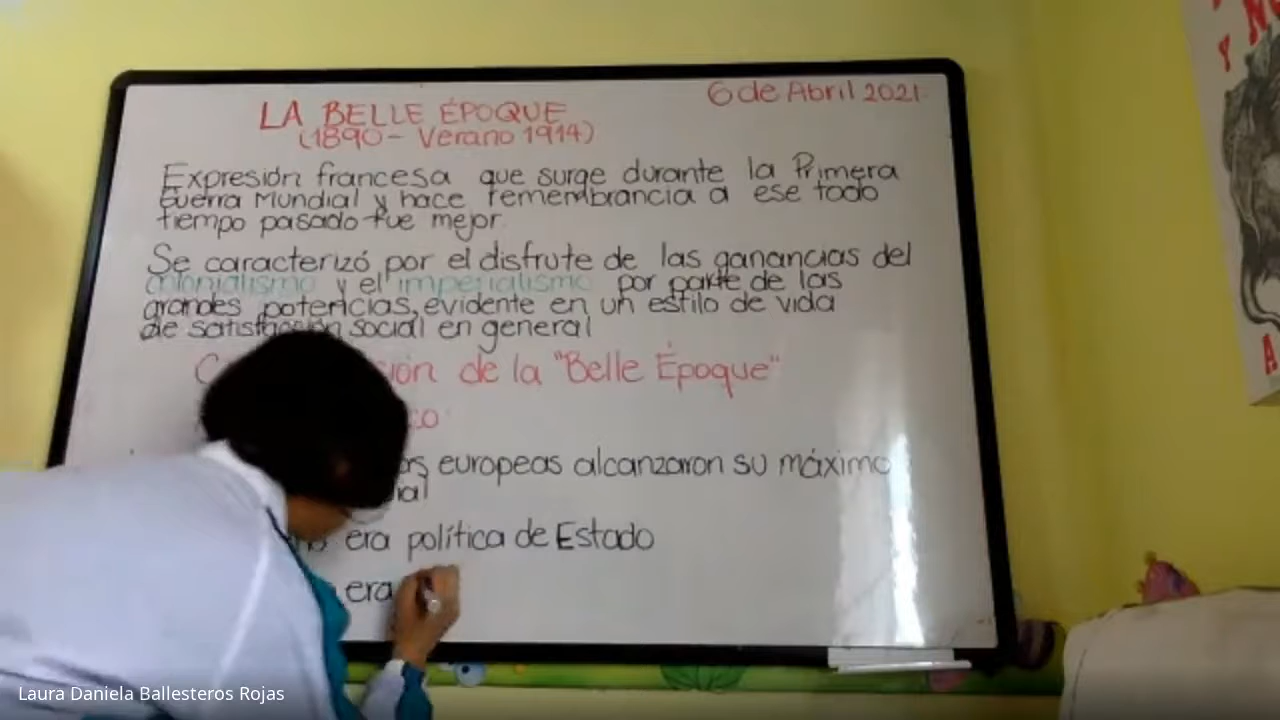 6 de Abril 2021
LA BELLE ÉPOQUE
(1890 - Verano 1914)
Expresión francesa que surge durante la Primera
Guerra Mundial y hace remembrancia a ese todo
tiempo pasado fue mejor.
Se caracterizó por el disfrute de las ganancias del
colonialismo y el imperialismo por parte de las
grandes potencias, evidente en un estilo de vida
de satisfacción social en general
de la "Belle Époque"
europeas alcanzaron su máximo
era política de Estado
era
Y
Laura Daniela Ballesteros Rojas